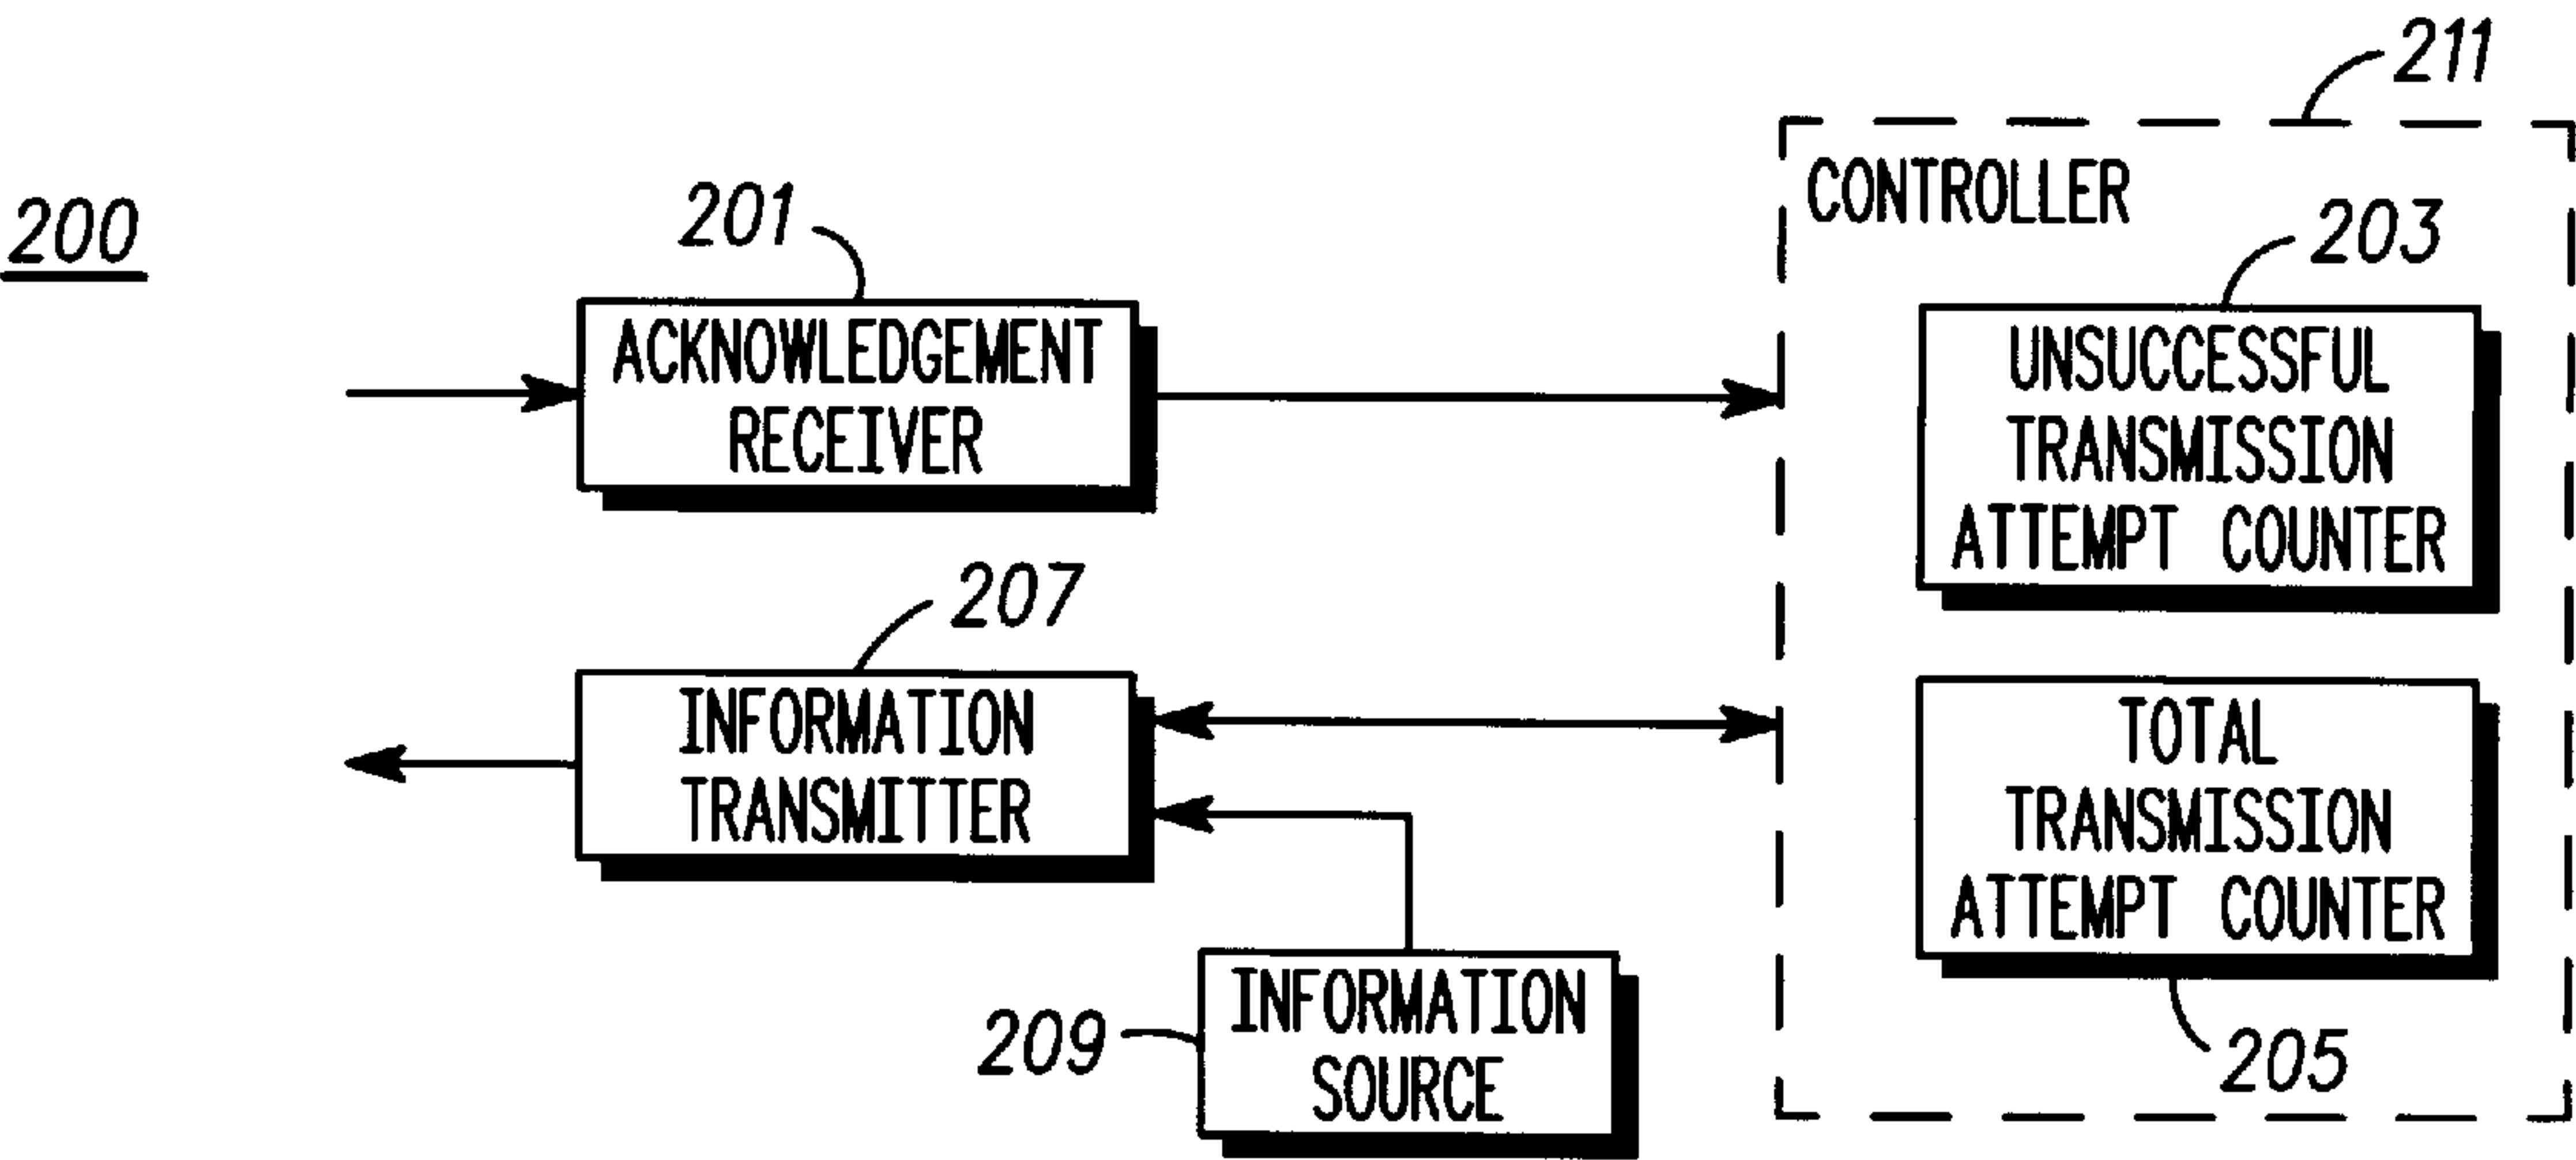 211
CONTROLLER
200
201
203
ACKNOWLEDGEMENT
RECEIVER
UNSUCCESSFUL
TRANSMISSION
ATTEMPT COUNTER
207
INFORMATION
TRANSMITTER
TOTAL
TRANSMISSION
ATTEMPT COUNTER
209
INFORMATION
SOURCE
205